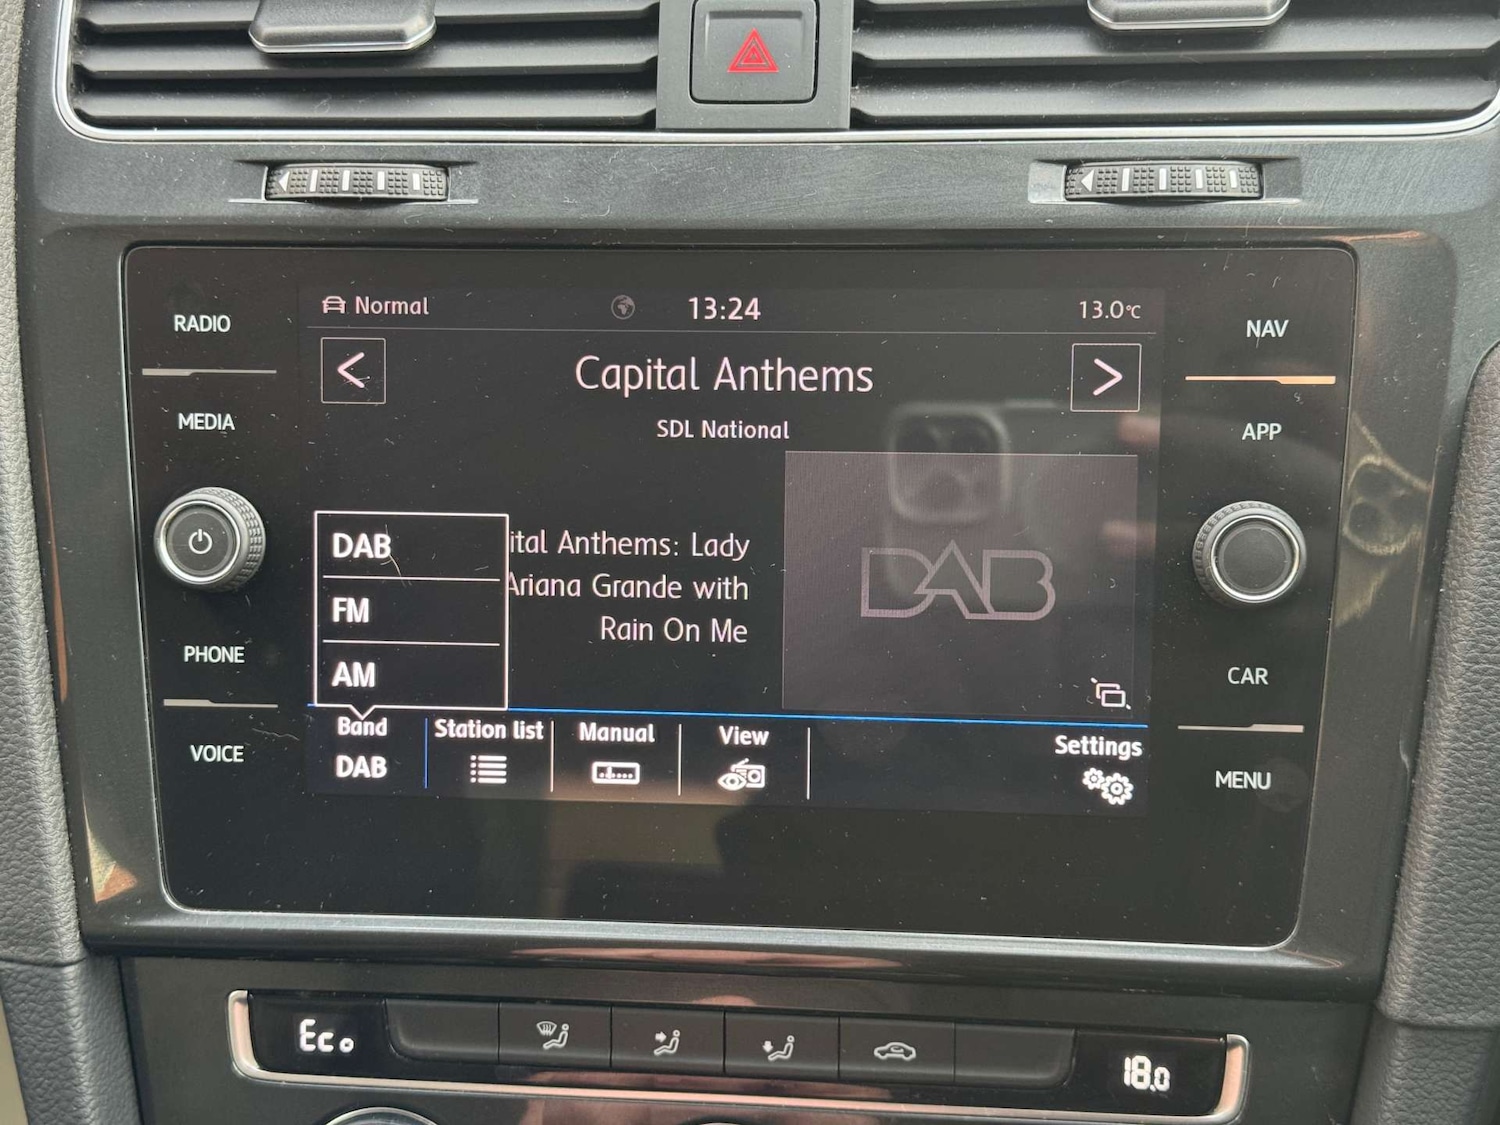 RADIO
MEDIA
PHONE
VOICE
Normal
13:24
13.0°C
Capital Anthems
SDL National
ital Anthems: Lady
Ariana Grande with
Rain On Me
DAB
DAB
FM
AM
Band
DAB
Station list
Manual
View
Settings
NAV
APP
CAR
MENU
Eco
18.0